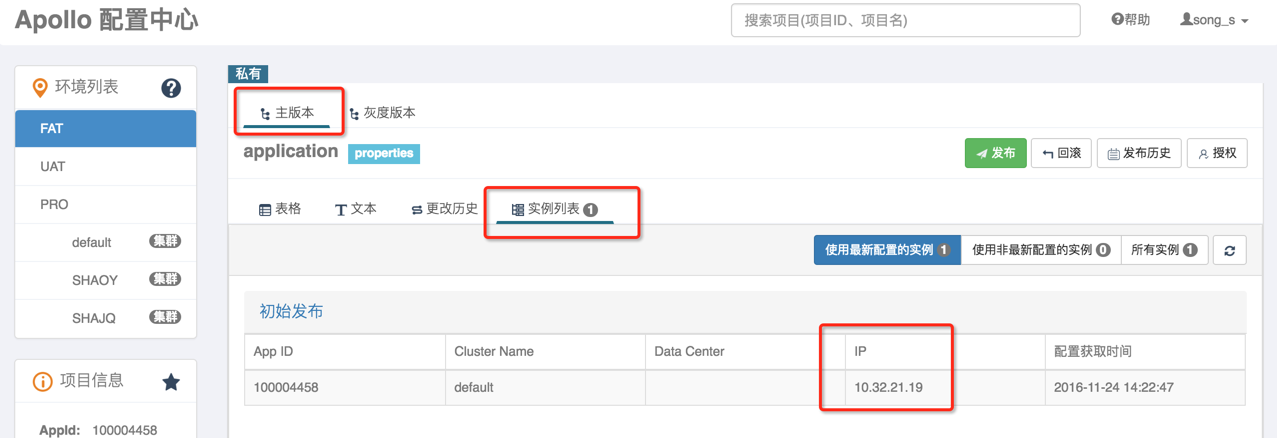 Apollo 配置中心
搜索项目(项目ID、项目名)
帮助
song_s
环境列表
FAT
UAT
PRO
default 集群
SHAOY 集群
SHAJQ 集群
项目信息
AppId: 100004458
私有
主版本 灰度版本
application properties
发布 回滚 发布历史 授权
表格 文本 更改历史 实例列表 1
使用最新配置的实例 1 使用非最新配置的实例 0 所有实例 1
初始发布
App ID Cluster Name Data Center IP 配置获取时间
100004458 default 10.32.21.19 2016-11-24 14:22:47